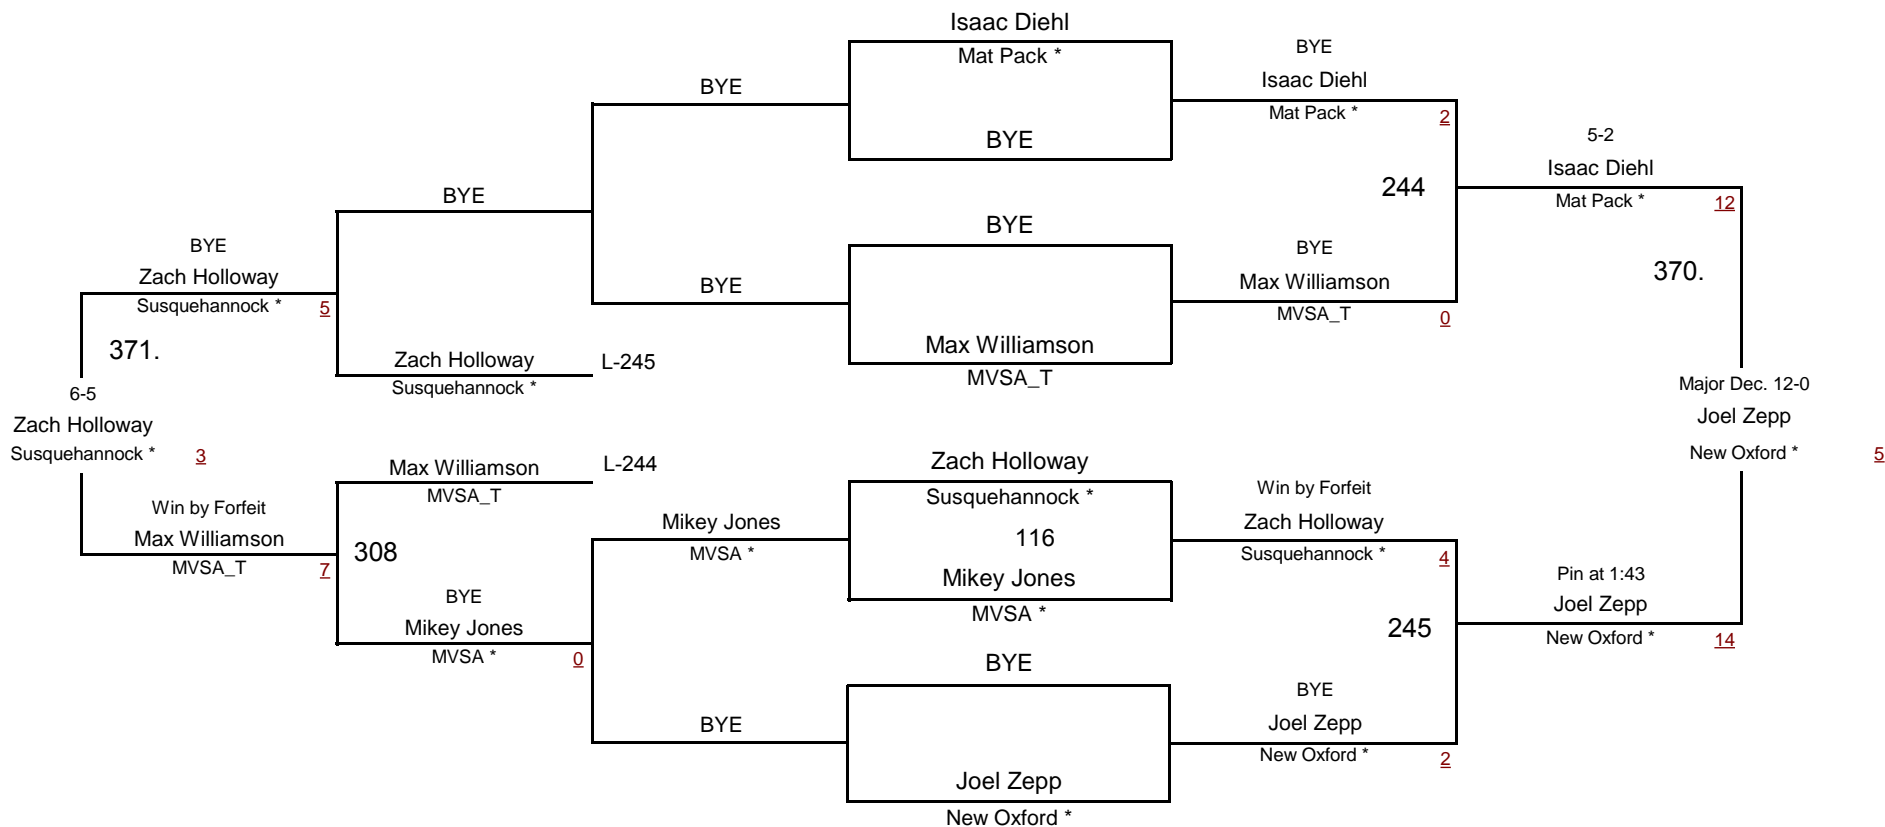 Isaac Diehl
Mat Pack *
BYE
BYE
Isaac Diehl
Mat Pack *
2
BYE
BYE
5-2
Isaac Diehl
Mat Pack *
12
244
BYE
BYE
BYE
Zach Holloway
Susquehannock *
5
BYE
BYE
Max Williamson
MVSA_T
0
370.
371.
Zach Holloway
Susquehannock *
L-245
Max Williamson
MVSA_T
6-5
Zach Holloway
Susquehannock *
3
Major Dec. 12-0
Joel Zepp
New Oxford *
5
Max Williamson
MVSA_T
L-244
Zach Holloway
Susquehannock *
Win by Forfeit
Max Williamson
MVSA_T
7
308
Mikey Jones
MVSA *
116
Mikey Jones
MVSA *
Win by Forfeit
Zach Holloway
Susquehannock *
4
Pin at 1:43
Joel Zepp
New Oxford *
14
BYE
Mikey Jones
MVSA *
0
245
BYE
BYE
BYE
Joel Zepp
New Oxford *
2
Joel Zepp
New Oxford *